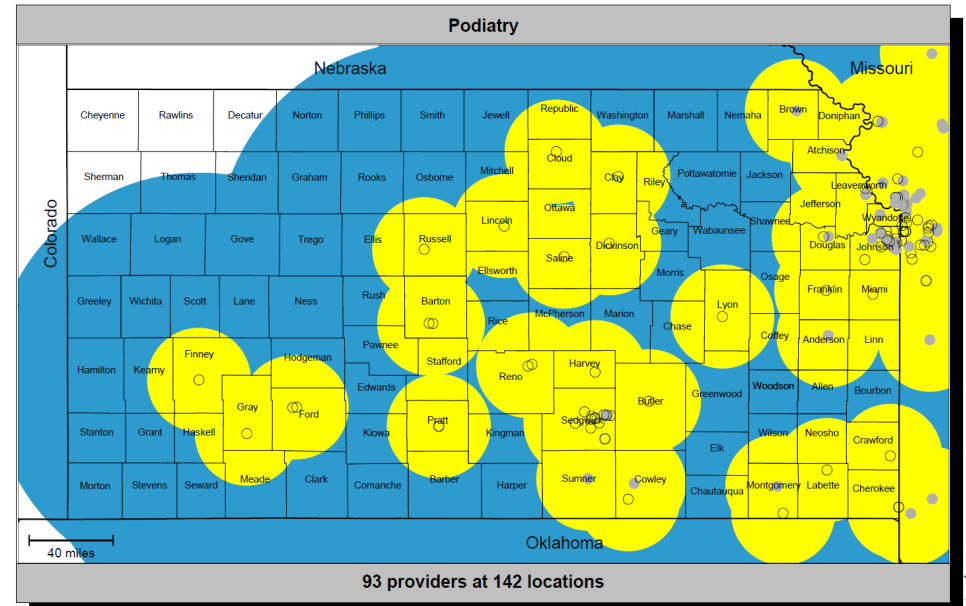 Podiatry
Nebraska
Missouri
Cheyenne Rawlins Decatur Norton Phillips Smith Jewell Republic Washington Marshall Nemaha Brown Doniphan
Atchison
Sherman Thomas Sheridan Graham Rooks Osborne Mitchell Cloud Clay Riley Pottawatomie Jackson
Leavenworth
Jefferson
Ottawa
Lincoln
Wyandotte
Shawnee
Geary Wabaunsee
Colorado
Wallace Logan Gove Trego Ellis Russell Dickinson Douglas Johnson
Saline
Ellsworth
Morris
Osage
Greeley Wichita Scott Lane Ness Rush Barton Rice McPherson Marion Chase Lyon Franklin Miami
Coffey Anderson Linn
Pawnee
Finney Hodgeman Stafford Reno Harvey
Hamilton Kearny Edwards Butler Greenwood Woodson Allen Bourbon
Gray Ford
Stanton Grant Haskell Kiowa Pratt Kingman Sedgwick Elk Wilson Neosho Crawford
Morton Stevens Seward Meade Clark Comanche Barber Harper Sumner Cowley Chautauqua Montgomery Labette Cherokee
Oklahoma
40 miles
93 providers at 142 locations